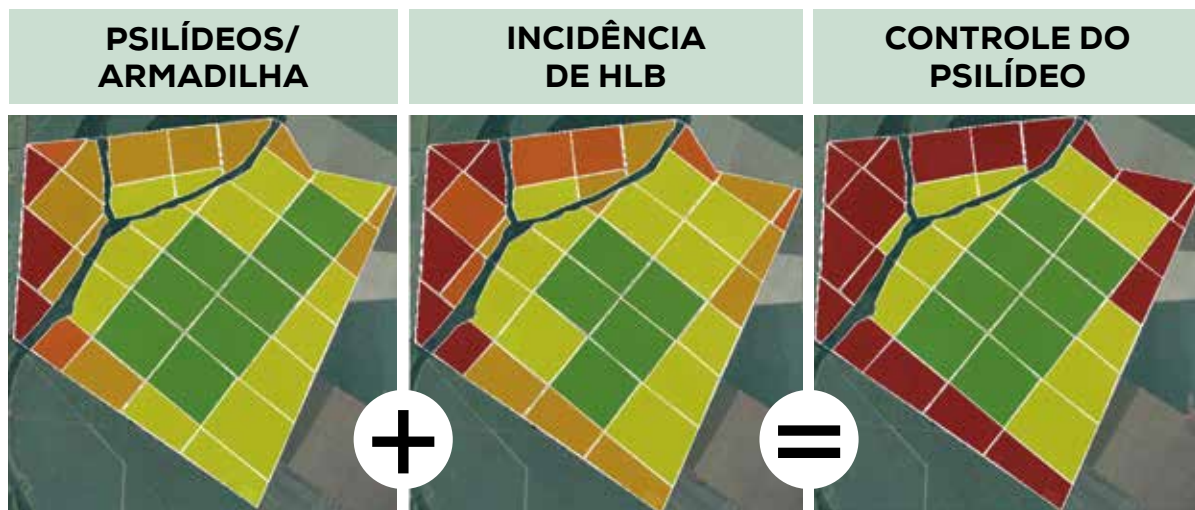 PSILÍDEOS/
ARMADILHA
INCIDÊNCIA
DE HLB
CONTROLE DO
PSILÍDEO
+
=